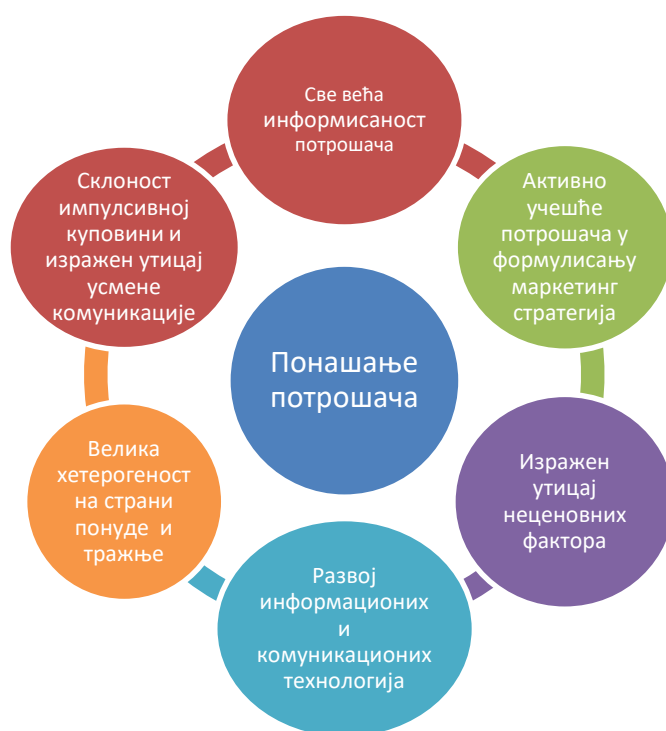 Све већа
информисаност
потрошача
Активно
учешће
потрошача у
формулисању
маркетинг
стратегија
Изражен
утицај
неценовних
фактора
Развој
информационих
и
комуникационих
технологија
Велика
хетерогеност
на страни
понуде и
тражње
Склоност
импулсивној
куповини и
изражен утицај
усмене
комуникације
Понашање
потрошача